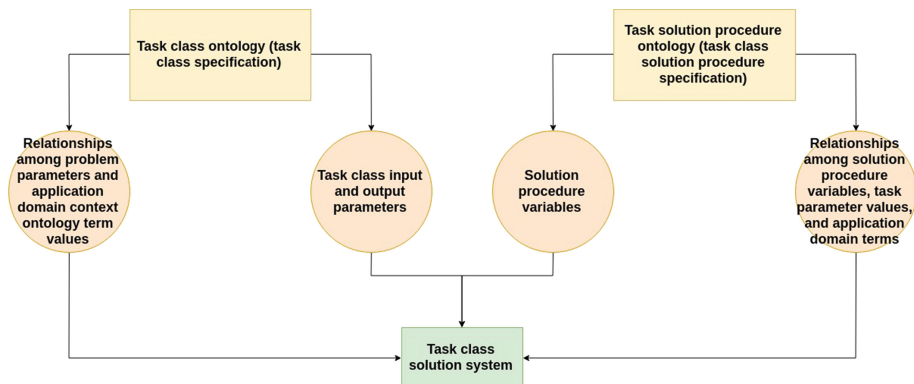 Task class ontology (task
class specification)
Task solution procedure
ontology (task class
solution procedure
specification)
Relationships
among problem
parameters and
application
domain context
ontology term
values
Task class input
and output
parameters
Solution
procedure
variables
Relationships
among solution
procedure
variables, task
parameter values,
and application
domain terms
Task class
solution system